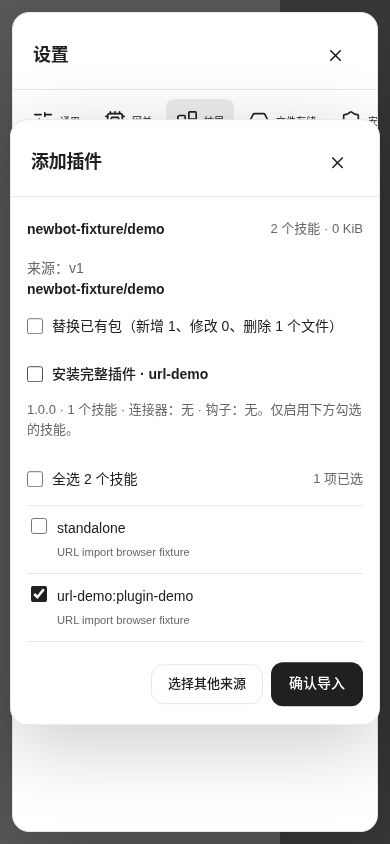 设置
添加插件
newbot-fixture/demo
2 个技能 · 0 KiB
来源：v1
newbot-fixture/demo
替换已有包（新增 1、修改 0、删除 1 个文件）
安装完整插件 · url-demo
1.0.0 · 1 个技能 · 连接器：无 · 钩子：无。仅启用下方勾选
的技能。
全选 2 个技能
1 项已选
standalone
URL import browser fixture
url-demo:plugin-demo
URL import browser fixture
选择其他来源
确认导入